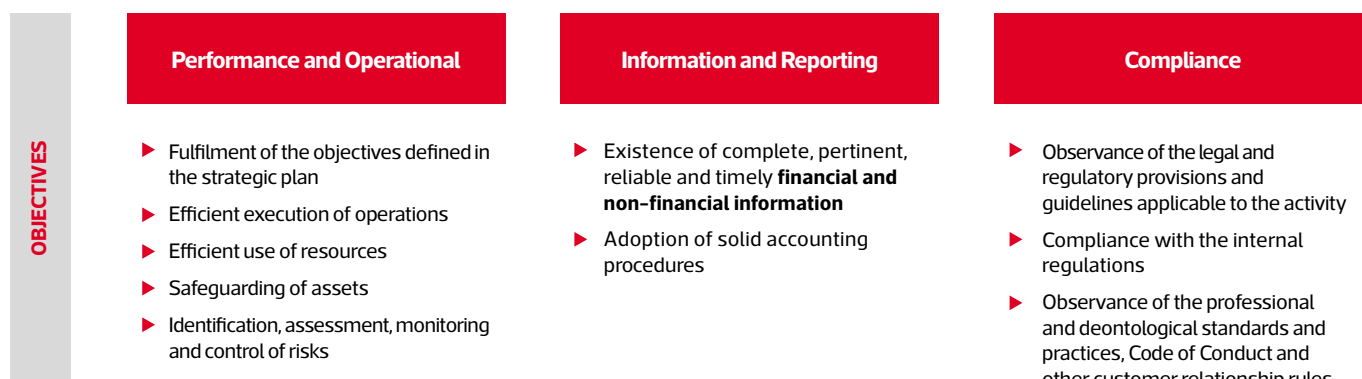 OBJECTIVES
Performance and Operational
Fulfilment of the objectives defined in
the strategic plan
Efficient execution of operations
Efficient use of resources
Safeguarding of assets
Identification, assessment, monitoring
and control of risks
Information and Reporting
Existence of complete, pertinent,
reliable and timely financial and
non-financial information
Adoption of solid accounting
procedures
Compliance
Observance of the legal and
regulatory provisions and
guidelines applicable to the activity
Compliance with the internal
regulations
Observance of the professional
and deontological standards and
practices, Code of Conduct and
other customer relationship rules